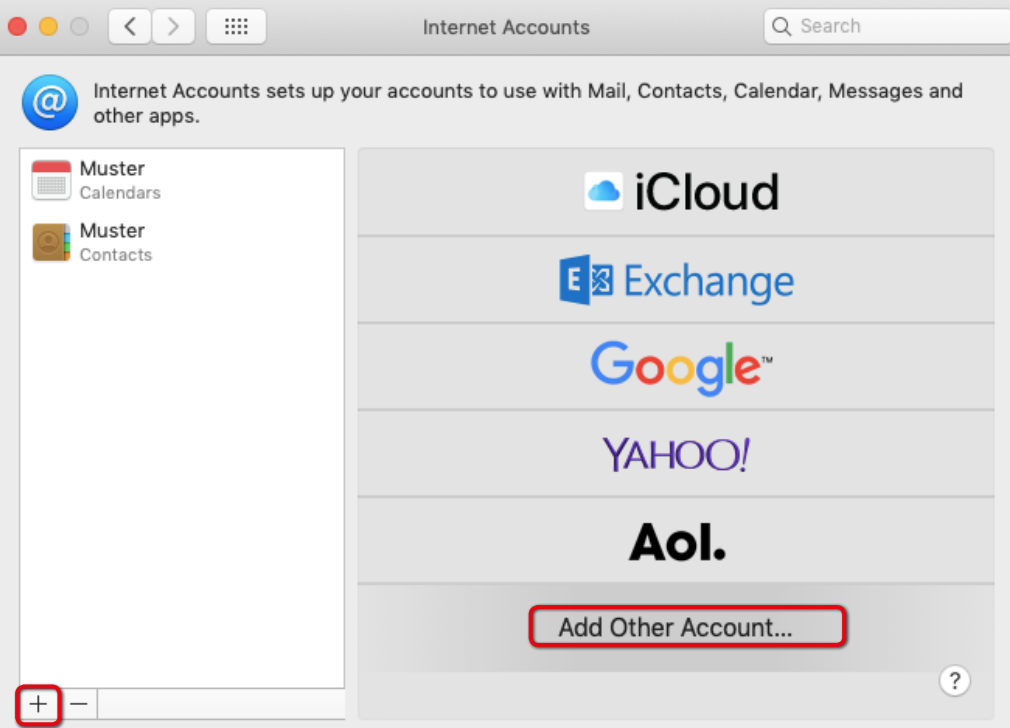 Internet Accounts
Search
Internet Accounts sets up your accounts to use with Mail, Contacts, Calendar, Messages and
other apps.
Muster
Calendars
Muster
Contacts
iCloud
E Exchange
Google™
YAHOO!
Aol.
Add Other Account...
?
+ −